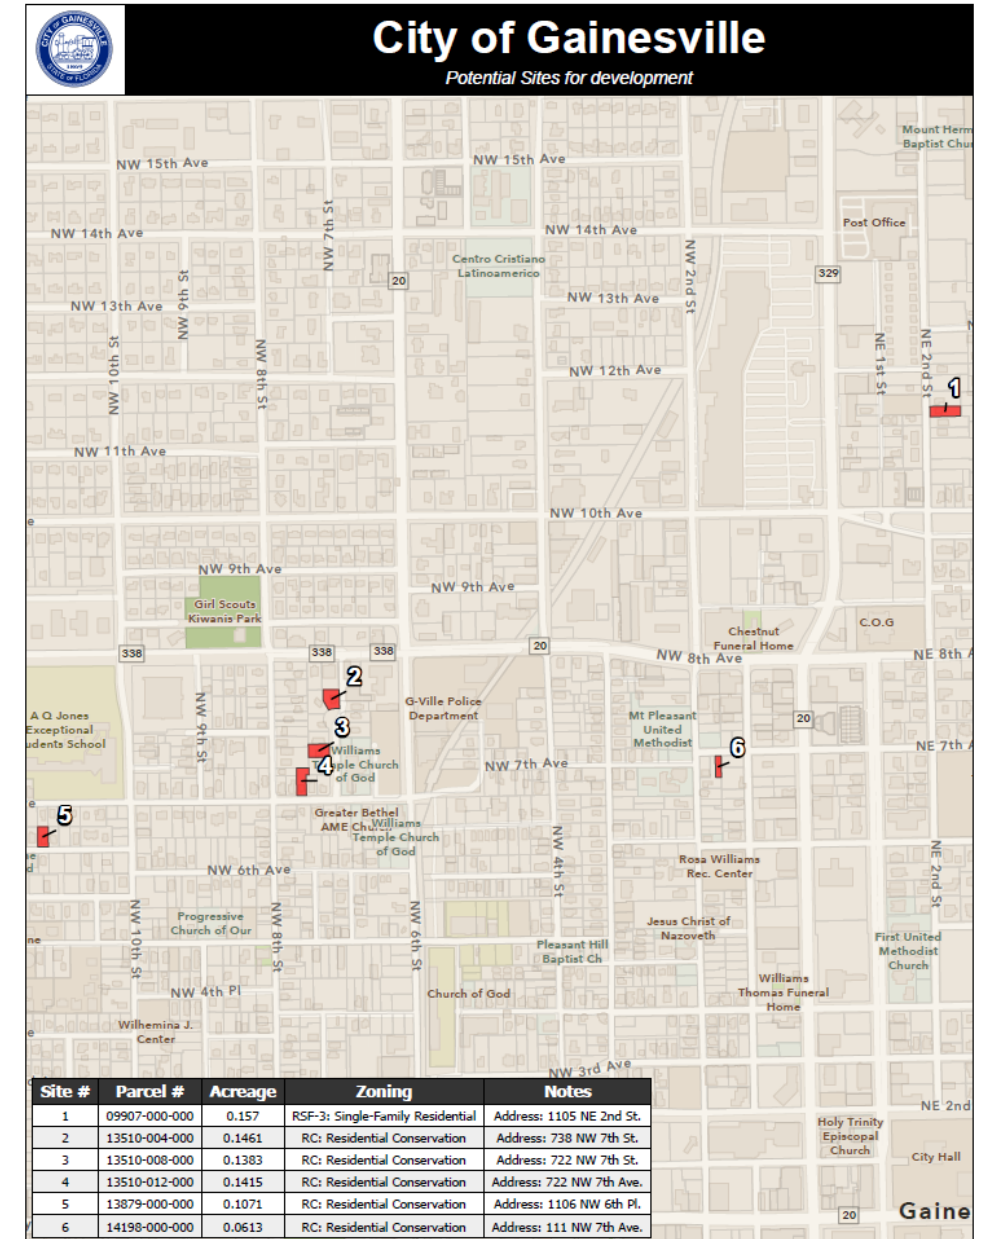 City of Gainesville
Potential Sites for development
CITY OF GAINESVILLE
STATE OF FLORIDA
Mount Herm
Baptist Chur
NW 15th Ave
NW 15th Ave
Post Office
NW 14th Ave
NW 7th St
NW 14th Ave
Centro Cristiano
Latinoamerico
NW 2nd St
329
20
NW 9th St
NW 13th Ave
NW 13th Ave
NW 10th St
NW 8th St
NE 1st St
NE 2nd St
NW 12th Ave
1
NW 11th Ave
NW 10th Ave
e
NW 9th Ave
NW 9th Ave
Girl Scouts
Kiwanis Park
Chestnut
Funeral Home
C.O.G
338
338
338
20
NW 8th Ave
NE 8th A
2
G-Ville Police
Department
A Q Jones
Exceptional
udents School
NW 9th St
Mt Pleasant
United
Methodist
20
3
Williams
Temple Church
of God
4
6
NE 7th A
NW 7th Ave
e
5
Greater Bethel
AME Church
Williams
Temple Church
of God
NW 4th St
NE 2nd St
ne
d
NW 6th Ave
Rosa Williams
Rec. Center
NW 10th St
NW 8th St
NW 6th St
Progressive
Church of Our
Jesus Christ of
Nazoveth
ne
Pleasant Hill
Baptist Ch
First United
Methodist
Church
NW 4th Pl
Church of God
Williams
Thomas Funeral
Home
Wilhemina J.
Center
e
NW 3rd Ave
NE 2nd
Holy Trinity
Episcopal
Church
City Hall
20
Gaine
Site # Parcel # Acreage Zoning Notes
1 09907-000-000 0.157 RSF-3: Single-Family Residential Address: 1105 NE 2nd St.
2 13510-004-000 0.1461 RC: Residential Conservation Address: 738 NW 7th St.
3 13510-008-000 0.1383 RC: Residential Conservation Address: 722 NW 7th St.
4 13510-012-000 0.1415 RC: Residential Conservation Address: 722 NW 7th Ave.
5 13879-000-000 0.1071 RC: Residential Conservation Address: 1106 NW 6th Pl.
6 14198-000-000 0.0613 RC: Residential Conservation Address: 111 NW 7th Ave.